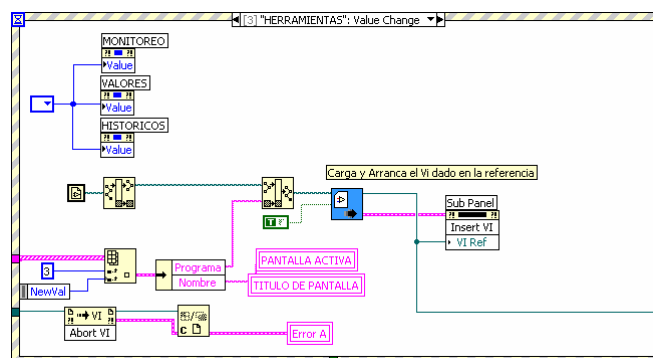 [3] "HERRAMIENTAS": Value Change
MONITOREO
Value
VALORES
Value
HISTORICOS
Value
Carga y Arranca el Vi dado en la referencia
Sub Panel
Insert VI
VI Ref
T F
3
NewVal
Programa
Nombre
PANTALLA ACTIVA
TITULO DE PANTALLA
VI
Abort VI
C
Error A